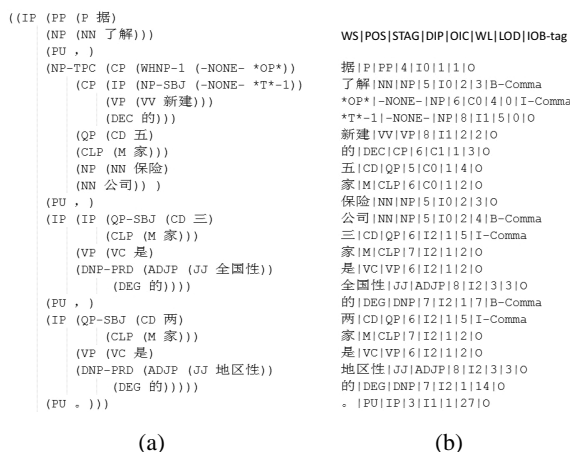 ((IP (PP (P 据)
(NP (NN 了解)))
(PU ，)
(NP-TPC (CP (WHNP-1 (-NONE- *OP*))
(CP (IP (NP-SBJ (-NONE- *T*-1))
(VP (VV 新建)))
(DEC 的)))
(QP (CD 五)
(CLP (M 家)))
(NP (NN 保险)
(NN 公司)) )
(PU ，)
(IP (IP (QP-SBJ (CD 三)
(CLP (M 家)))
(VP (VC 是)
(DNP-PRD (ADJP (JJ 全国性))
(DEG 的))))
(PU ，)
(IP (QP-SBJ (CD 两)
(CLP (M 家)))
(VP (VC 是)
(DNP-PRD (ADJP (JJ 地区性))
(DEG 的)))))
(PU 。)))
(a)
WS|POS|STAG|DIP|OIC|WL|LOD|IOB-tag
据|P|PP|4|I0|1|1|O
了解|NN|NP|5|I0|2|3|B-Comma
*OP*|-NONE-|NP|6|C0|4|0|I-Comma
*T*-1|-NONE-|NP|8|I1|5|0|O
新建|VV|VP|8|I1|2|2|O
的|DEC|CP|6|C1|1|3|O
五|CD|QP|5|C0|1|4|O
家|M|CLP|6|C0|1|2|O
保险|NN|NP|5|I0|2|3|O
公司|NN|NP|5|I0|2|4|B-Comma
三|CD|QP|6|I2|1|5|I-Comma
家|M|CLP|7|I2|1|2|O
是|VC|VP|6|I2|1|2|O
全国性|JJ|ADJP|8|I2|3|3|O
的|DEG|DNP|7|I2|1|7|B-Comma
两|CD|QP|6|I2|1|5|I-Comma
家|M|CLP|7|I2|1|2|O
是|VC|VP|6|I2|1|2|O
地区性|JJ|ADJP|8|I2|3|3|O
的|DEG|DNP|7|I2|1|14|O
。|PU|IP|3|I1|1|27|O
(b)